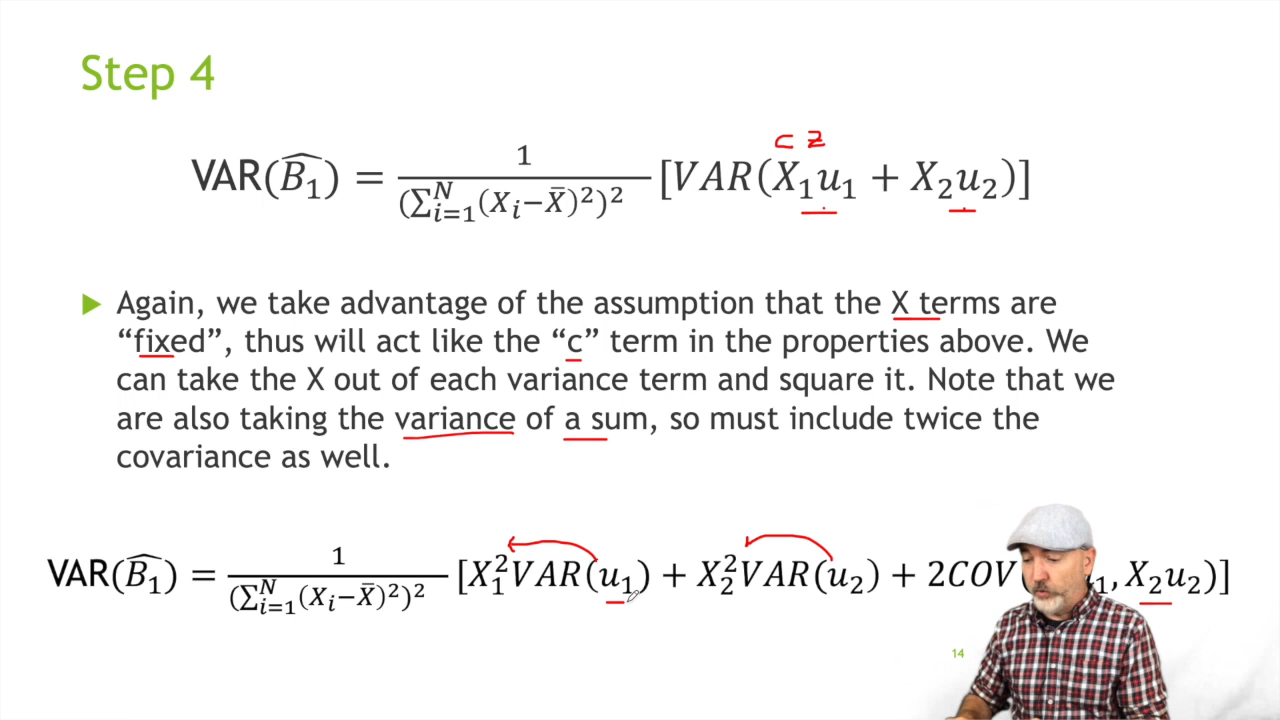 Step 4
c z
VAR(B̂₁) = 1 / (∑ᵢ₌₁ᴺ(Xᵢ−X̄)²)² [VAR(X₁u₁ + X₂u₂)]
Again, we take advantage of the assumption that the X terms are
“fixed”, thus will act like the “c” term in the properties above. We
can take the X out of each variance term and square it. Note that we
are also taking the variance of a sum, so must include twice the
covariance as well.
VAR(B̂₁) = 1 / (∑ᵢ₌₁ᴺ(Xᵢ−X̄)²)² [X₁²VAR(u₁) + X₂²VAR(u₂) + 2COV ₁, X₂u₂)]
14